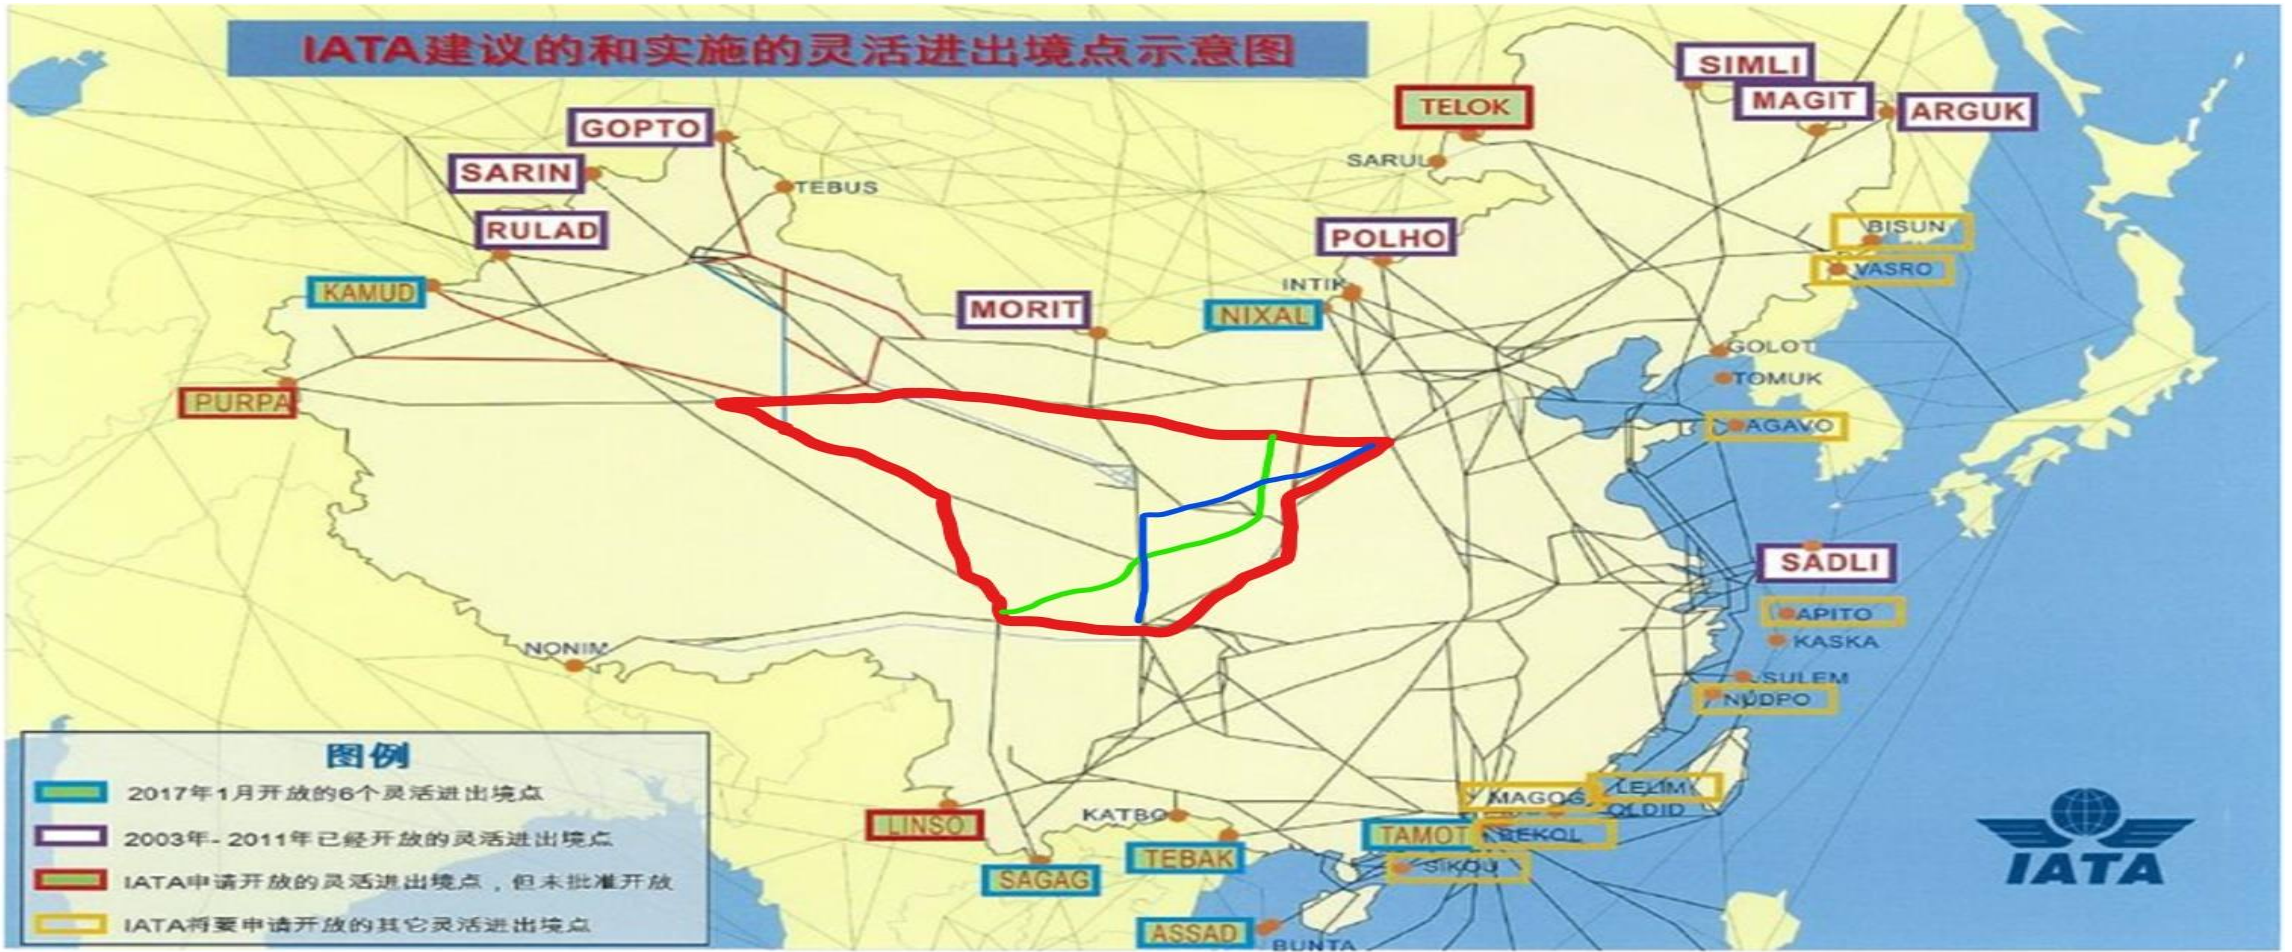 IATA建议的和实施的灵活进出境点示意图
SIMLI
MAGIT
ARGUK
TELOK
GOPTO
SARUL
SARIN
TEBUS
RULAD
BISUN
POLHO
VASRO
KAMUD
INTIK
MORIT
NIXAL
GOLOT
TOMUK
PURPA
AGAVO
SADLI
APITO
KASKA
NONIM
SULEM
NUDPO
图例
2017年1月开放的6个灵活进出境点
2003年-2011年已经开放的灵活进出境点
IATA申请开放的灵活进出境点，但未批准开放
IATA将要申请开放的其它灵活进出境点
LELIM
MAGOG
OLDID
LINSO
KATBO
TAMOT
BEKOL
TEBAK
SIKOU
SAGAG
ASSAD
BUNTA
IATA